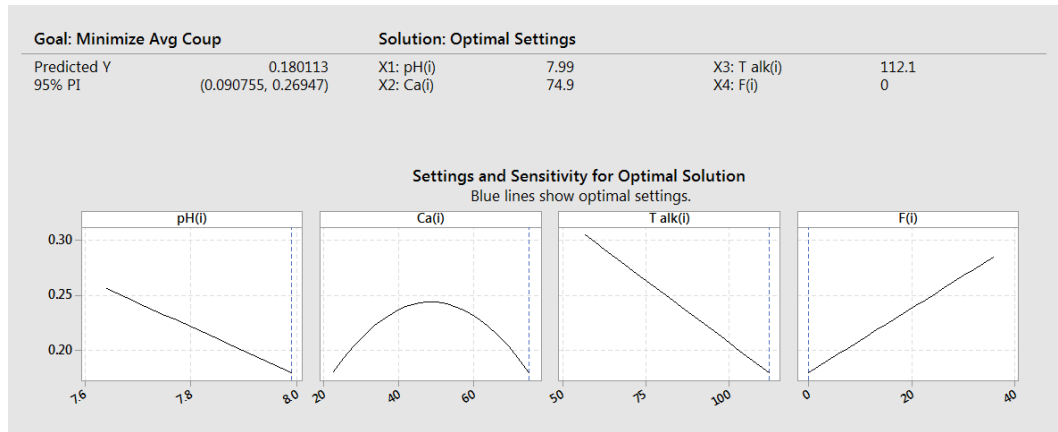 Goal: Minimize Avg Coup Solution: Optimal Settings
Predicted Y 0.180113 X1: pH(i) 7.99 X3: T alk(i) 112.1
95% PI (0.090755, 0.26947) X2: Ca(i) 74.9 X4: F(i) 0
Settings and Sensitivity for Optimal Solution
Blue lines show optimal settings.
pH(i) Ca(i) T alk(i) F(i)
0.30
0.25
0.20
7.6 7.8 8.0 20 40 60 50 75 100 0 20 40